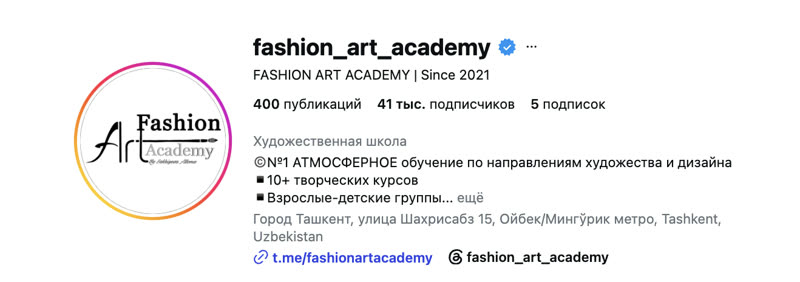 fashion_art_academy
FASHION ART ACADEMY | Since 2021
400 публикаций 41 тыс. подписчиков 5 подписок
Fashion
Art
Academy
Художественная школа
©№1 АТМОСФЕРНОЕ обучение по направлениям художества и дизайна
▪️10+ творческих курсов
▪️Взрослые-детские группы... ещё
Город Ташкент, улица Шахрисабз 15, Ойбек/Мингўрик метро, Tashkent,
Uzbekistan
t.me/fashionartacademy fashion_art_academy